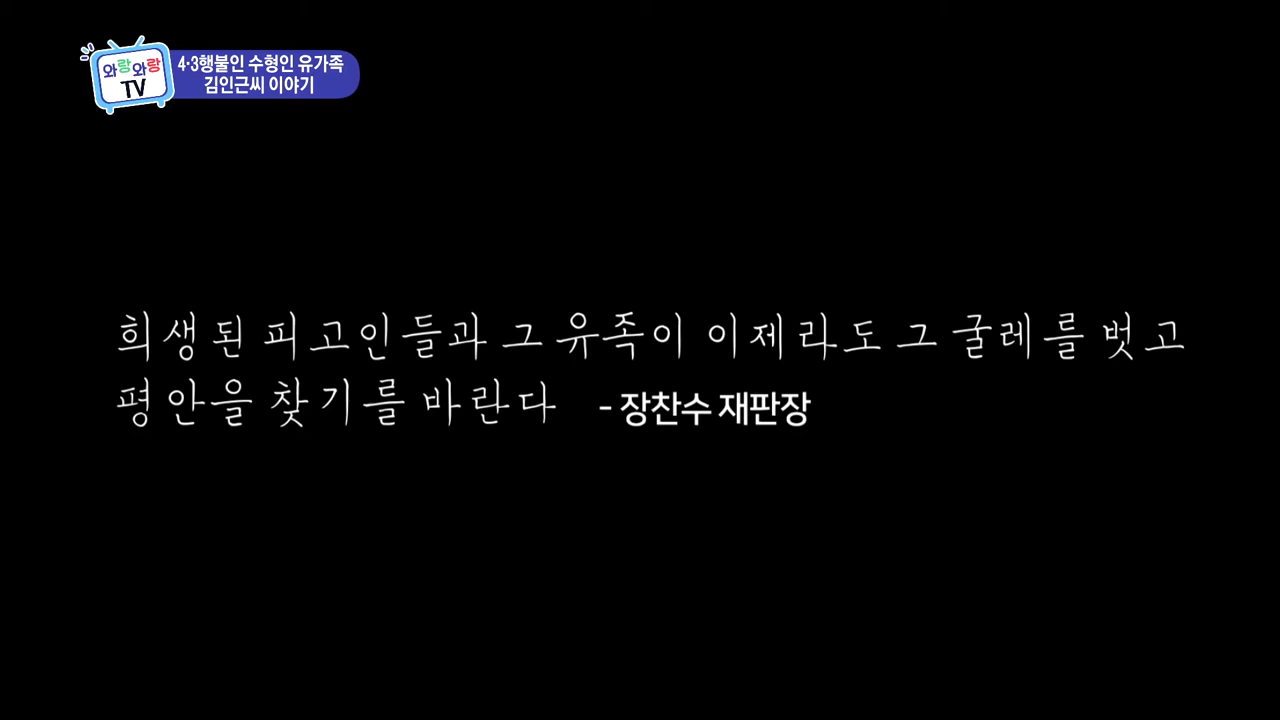 와랑와랑
TV
4·3행불인 수형인 유가족
김인근씨 이야기
희생된 피고인들과 그 유족이 이제라도 그 굴레를 벗고
평안을 찾기를 바란다 - 장찬수 재판장